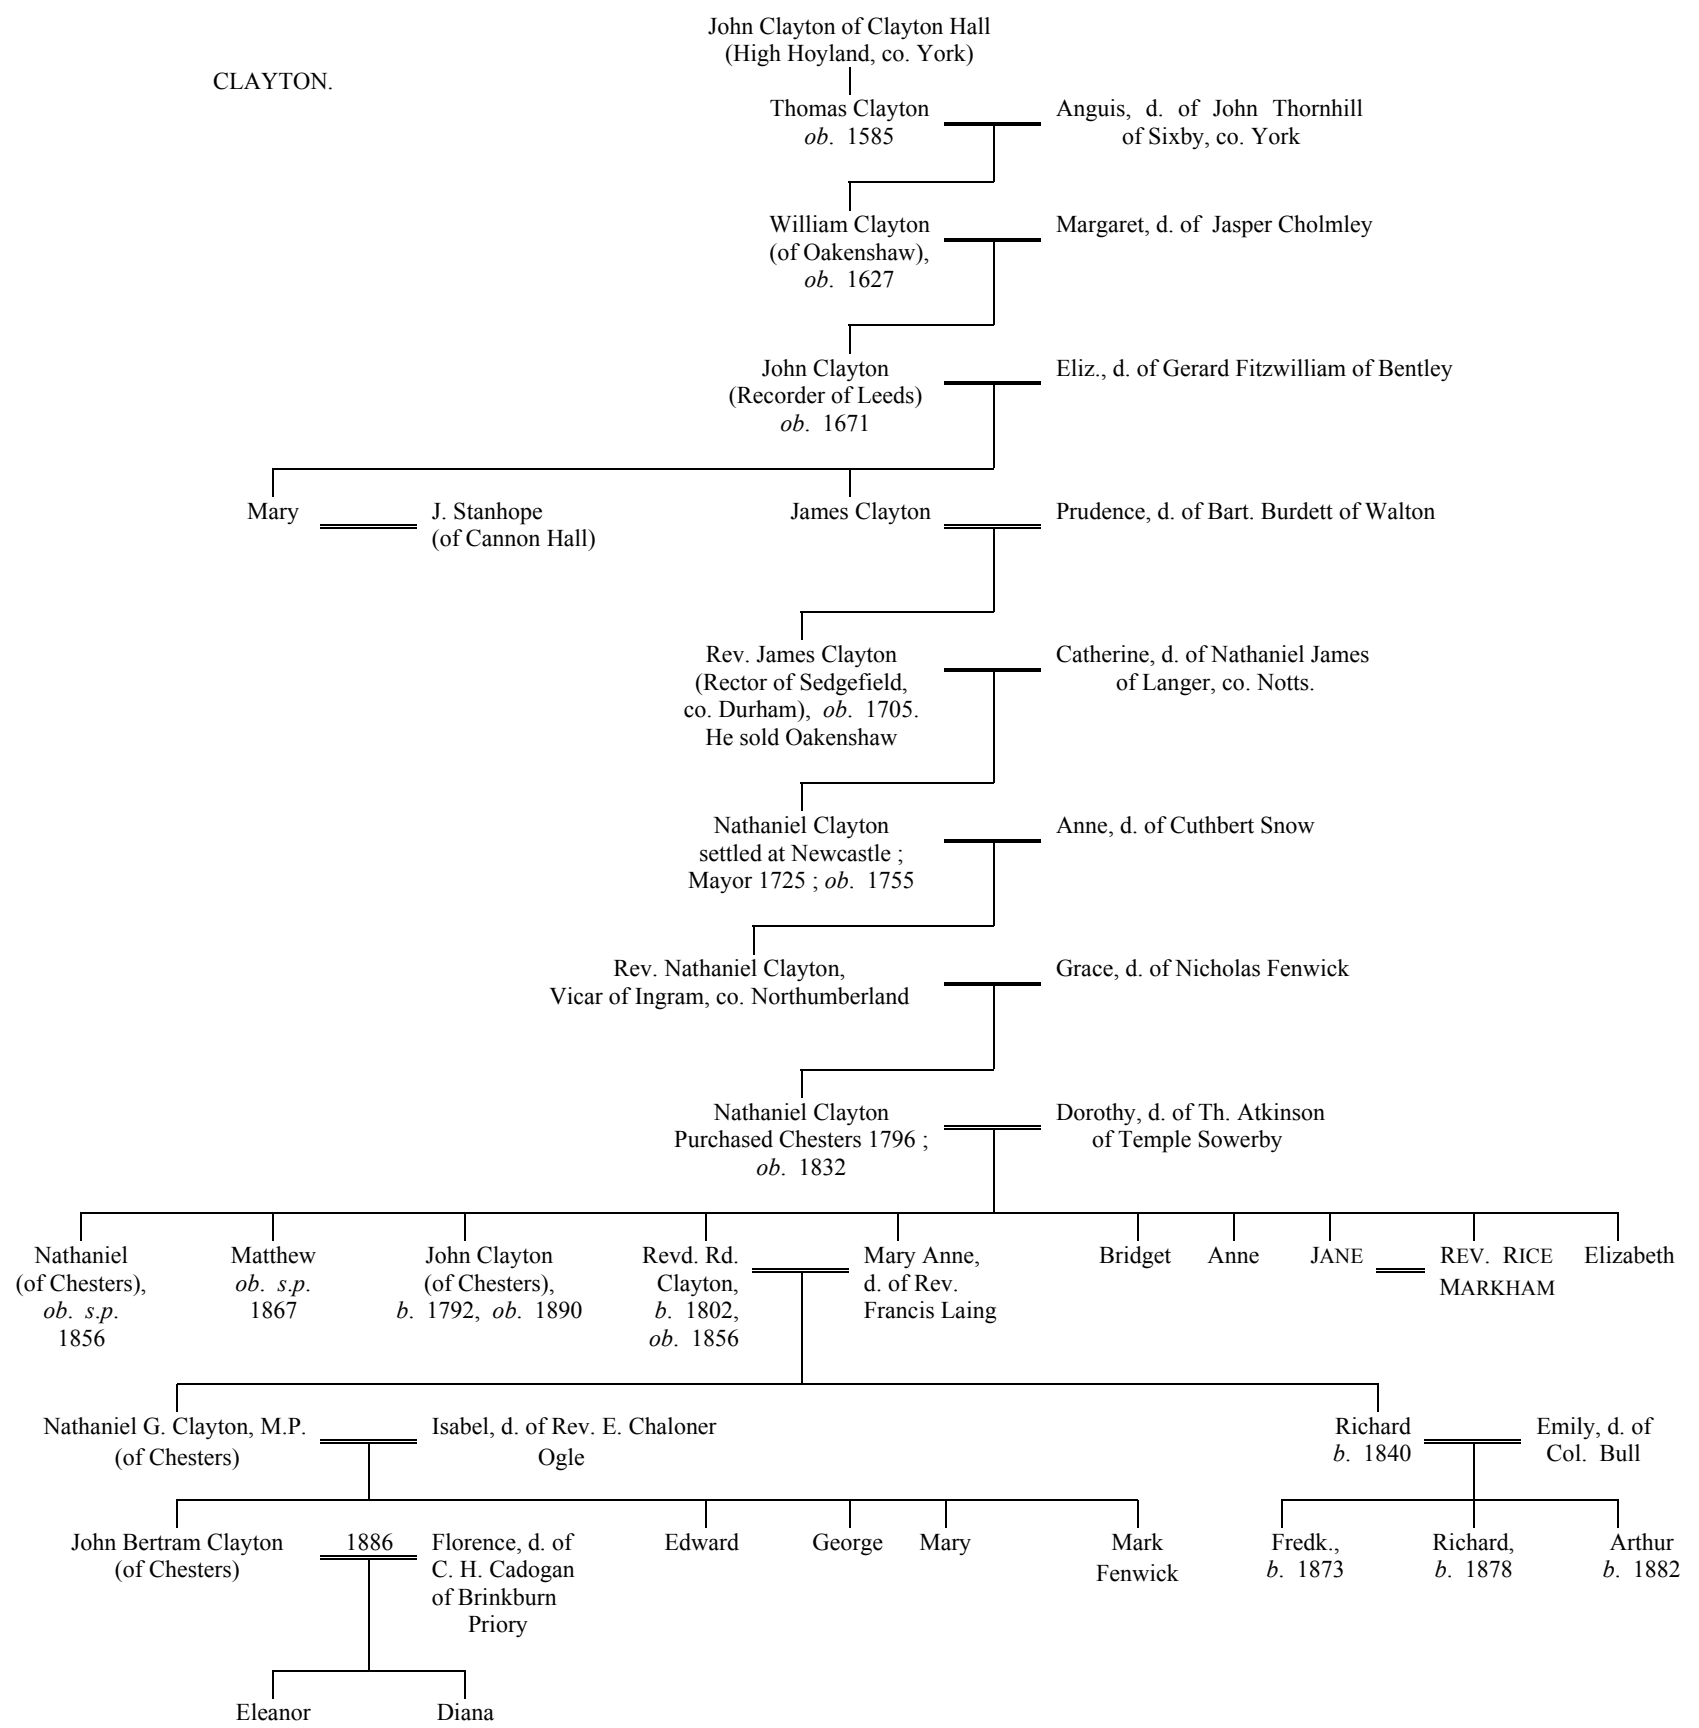 John Clayton of Clayton Hall
(High Hoyland, co. York)
CLAYTON.
Thomas Clayton
ob. 1585
Anguis, d. of John Thornhill
of Sixby, co. York
William Clayton
(of Oakenshaw),
ob. 1627
Margaret, d. of Jasper Cholmley
John Clayton
(Recorder of Leeds)
ob. 1671
Eliz., d. of Gerard Fitzwilliam of Bentley
Mary
J. Stanhope
(of Cannon Hall)
James Clayton
Prudence, d. of Bart. Burdett of Walton
Rev. James Clayton
(Rector of Sedgefield,
co. Durham), ob. 1705.
He sold Oakenshaw
Catherine, d. of Nathaniel James
of Langer, co. Notts.
Nathaniel Clayton
settled at Newcastle ;
Mayor 1725 ; ob. 1755
Anne, d. of Cuthbert Snow
Rev. Nathaniel Clayton,
Vicar of Ingram, co. Northumberland
Grace, d. of Nicholas Fenwick
Nathaniel Clayton
Purchased Chesters 1796 ;
ob. 1832
Dorothy, d. of Th. Atkinson
of Temple Sowerby
Nathaniel
(of Chesters),
ob. s.p.
1856
Matthew
ob. s.p.
1867
John Clayton
(of Chesters),
b. 1792, ob. 1890
Revd. Rd.
Clayton,
b. 1802,
ob. 1856
Mary Anne,
d. of Rev.
Francis Laing
Bridget
Anne
JANE
REV. RICE
MARKHAM
Elizabeth
Nathaniel G. Clayton, M.P.
(of Chesters)
Isabel, d. of Rev. E. Chaloner
Ogle
Richard
b. 1840
Emily, d. of
Col. Bull
John Bertram Clayton
(of Chesters)
1886
Florence, d. of
C. H. Cadogan
of Brinkburn
Priory
Edward
George
Mary
Mark
Fenwick
Fredk.,
b. 1873
Richard,
b. 1878
Arthur
b. 1882
Eleanor
Diana